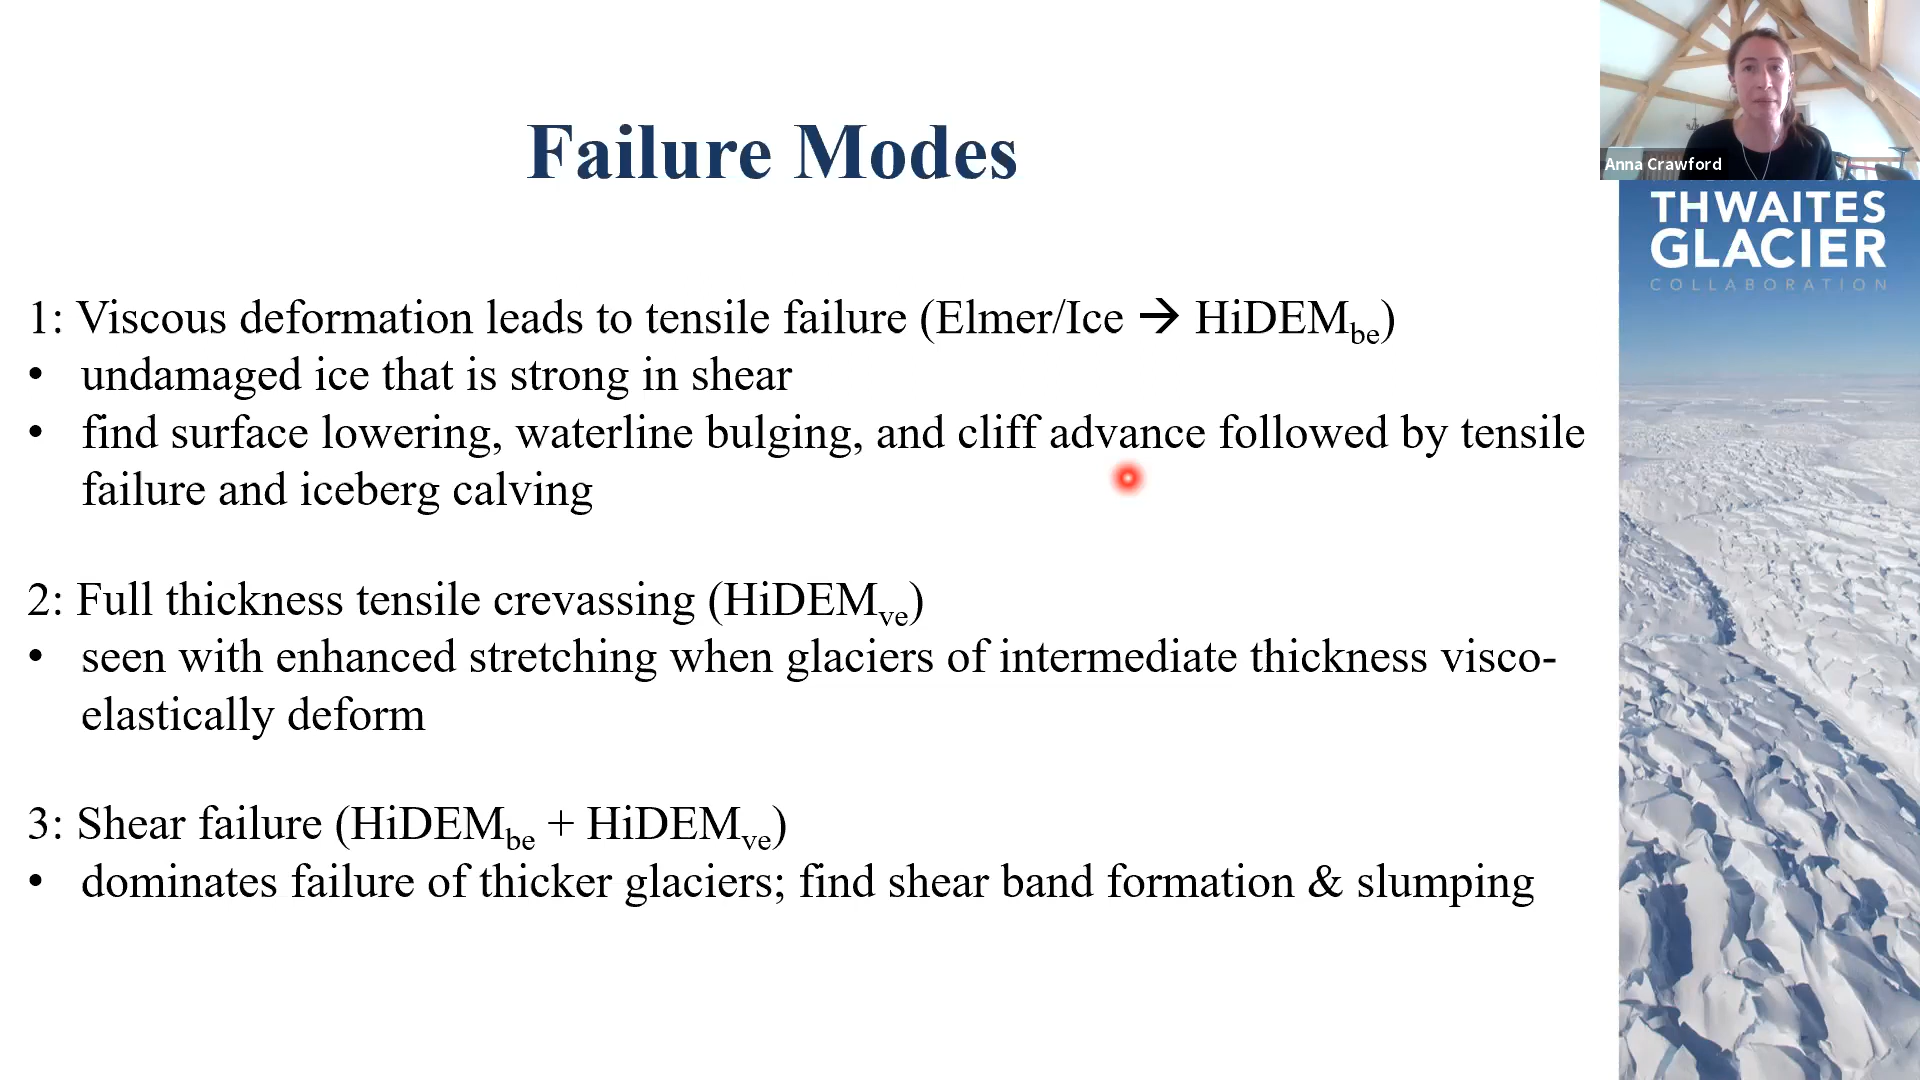 Failure Modes
1: Viscous deformation leads to tensile failure (Elmer/Ice → HiDEMbe)
• undamaged ice that is strong in shear
• find surface lowering, waterline bulging, and cliff advance followed by tensile
failure and iceberg calving
2: Full thickness tensile crevassing (HiDEMve)
• seen with enhanced stretching when glaciers of intermediate thickness visco-
elastically deform
3: Shear failure (HiDEMbe + HiDEMve)
• dominates failure of thicker glaciers; find shear band formation & slumping
Anna Crawford
THWAITES
GLACIER
COLLABORATION